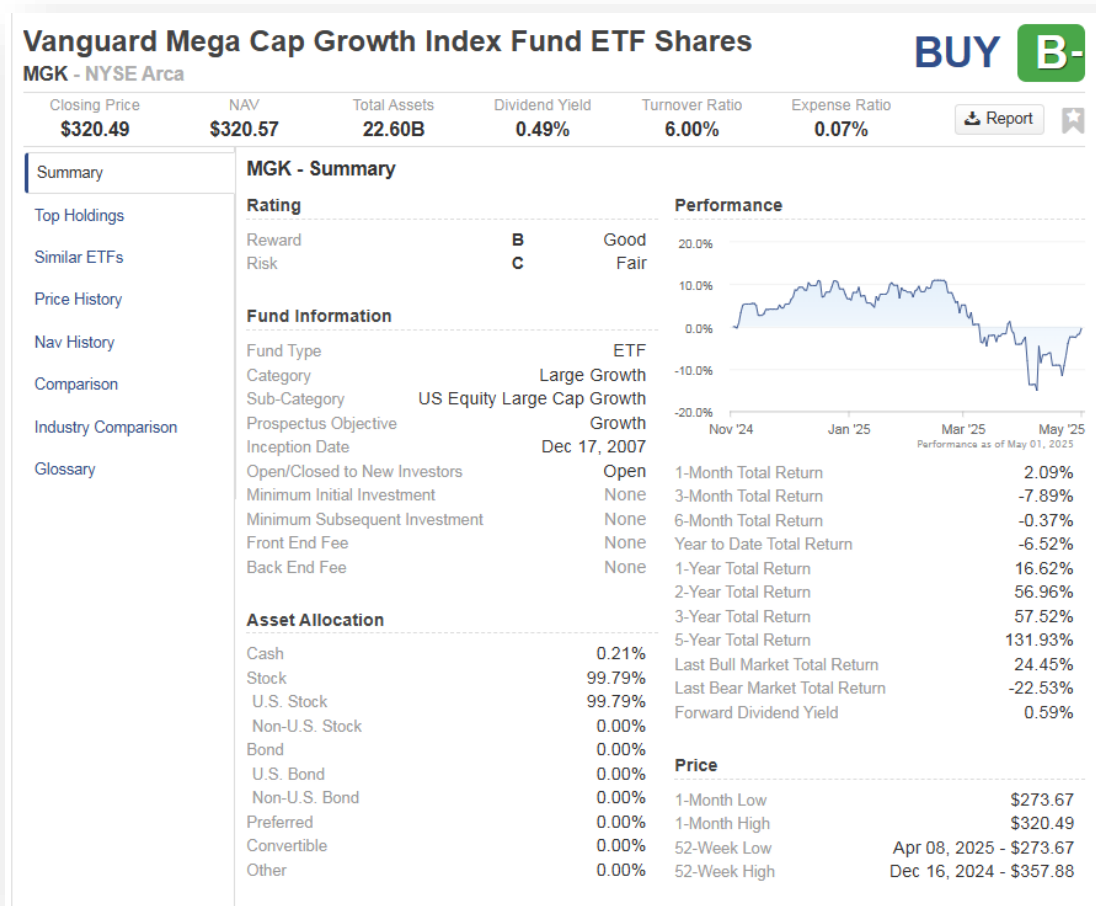 Vanguard Mega Cap Growth Index Fund ETF Shares
MGK - NYSE Arca
BUY B-
Closing Price NAV Total Assets Dividend Yield Turnover Ratio Expense Ratio
$320.49 $320.57 22.60B 0.49% 6.00% 0.07%
Report
Summary
Top Holdings
Similar ETFs
Price History
Nav History
Comparison
Industry Comparison
Glossary
MGK - Summary
Rating
Reward B Good
Risk C Fair
Fund Information
Fund Type ETF
Category Large Growth
Sub-Category US Equity Large Cap Growth
Prospectus Objective Growth
Inception Date Dec 17, 2007
Open/Closed to New Investors Open
Minimum Initial Investment None
Minimum Subsequent Investment None
Front End Fee None
Back End Fee None
Asset Allocation
Cash 0.21%
Stock 99.79%
U.S. Stock 99.79%
Non-U.S. Stock 0.00%
Bond 0.00%
U.S. Bond 0.00%
Non-U.S. Bond 0.00%
Preferred 0.00%
Convertible 0.00%
Other 0.00%
Performance
20.0%
10.0%
0.0%
-10.0%
-20.0%
Nov '24 Jan '25 Mar '25 May '25
Performance as of May 01, 2025
1-Month Total Return 2.09%
3-Month Total Return -7.89%
6-Month Total Return -0.37%
Year to Date Total Return -6.52%
1-Year Total Return 16.62%
2-Year Total Return 56.96%
3-Year Total Return 57.52%
5-Year Total Return 131.93%
Last Bull Market Total Return 24.45%
Last Bear Market Total Return -22.53%
Forward Dividend Yield 0.59%
Price
1-Month Low $273.67
1-Month High $320.49
52-Week Low Apr 08, 2025 - $273.67
52-Week High Dec 16, 2024 - $357.88